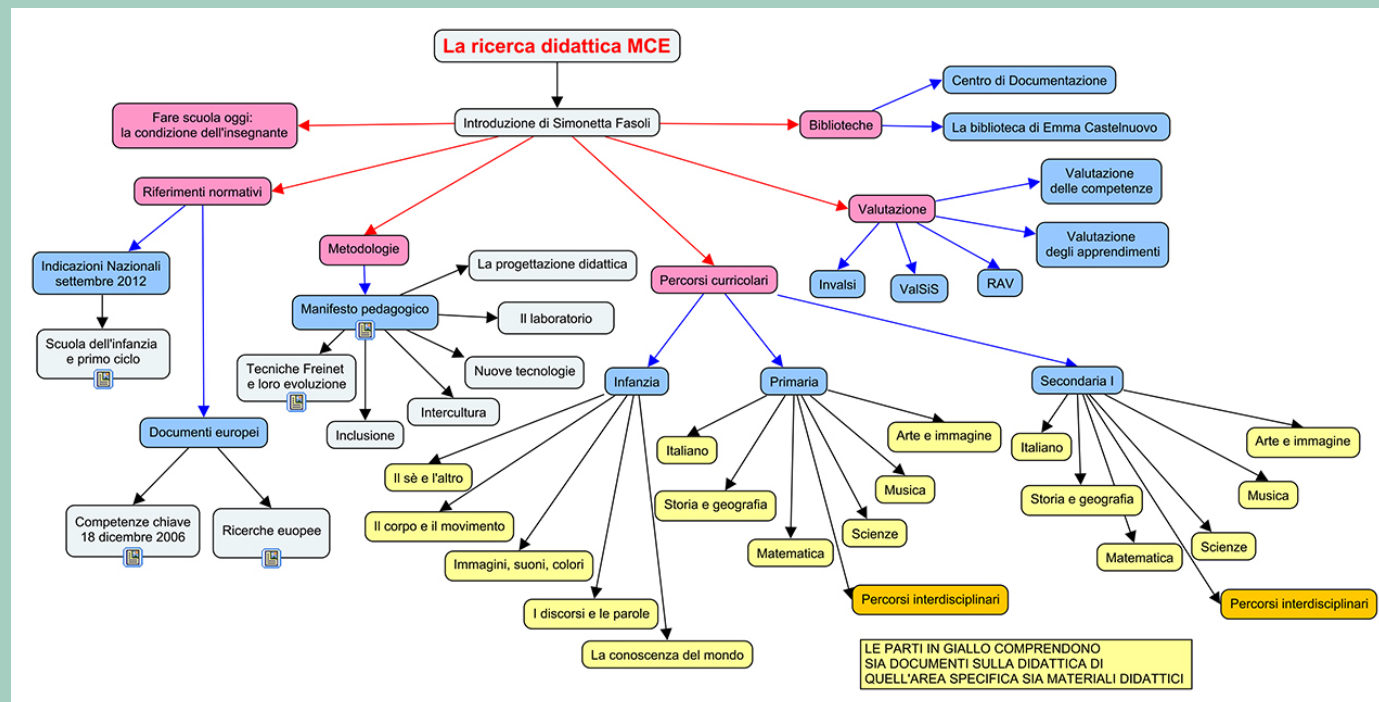 La ricerca didattica MCE
Introduzione di Simonetta Fasoli
Fare scuola oggi:
la condizione dell'insegnante
Biblioteche
Centro di Documentazione
La biblioteca di Emma Castelnuovo
Riferimenti normativi
Indicazioni Nazionali
settembre 2012
Scuola dell'infanzia
e primo ciclo
Documenti europei
Competenze chiave
18 dicembre 2006
Ricerche euopee
Metodologie
Manifesto pedagogico
La progettazione didattica
Il laboratorio
Nuove tecnologie
Intercultura
Inclusione
Tecniche Freinet
e loro evoluzione
Valutazione
Valutazione
delle competenze
Valutazione
degli apprendimenti
Invalsi
ValSiS
RAV
Percorsi curricolari
Infanzia
Il sè e l'altro
Il corpo e il movimento
Immagini, suoni, colori
I discorsi e le parole
La conoscenza del mondo
Primaria
Italiano
Storia e geografia
Matematica
Percorsi interdisciplinari
Scienze
Musica
Arte e immagine
Secondaria I
Italiano
Storia e geografia
Matematica
Percorsi interdisciplinari
Scienze
Musica
Arte e immagine
LE PARTI IN GIALLO COMPRENDONO
SIA DOCUMENTI SULLA DIDATTICA DI
QUELL'AREA SPECIFICA SIA MATERIALI DIDATTICI